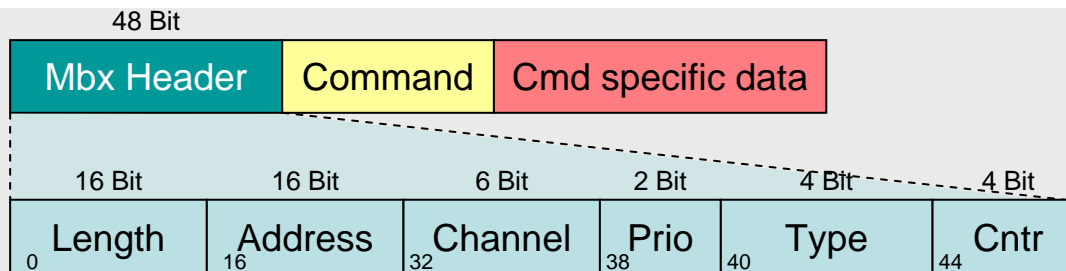 48 Bit
Mbx Header Command Cmd specific data
16 Bit 16 Bit 6 Bit 2 Bit 4 Bit 4 Bit
Length Address Channel Prio Type Cntr
0 16 32 38 40 44